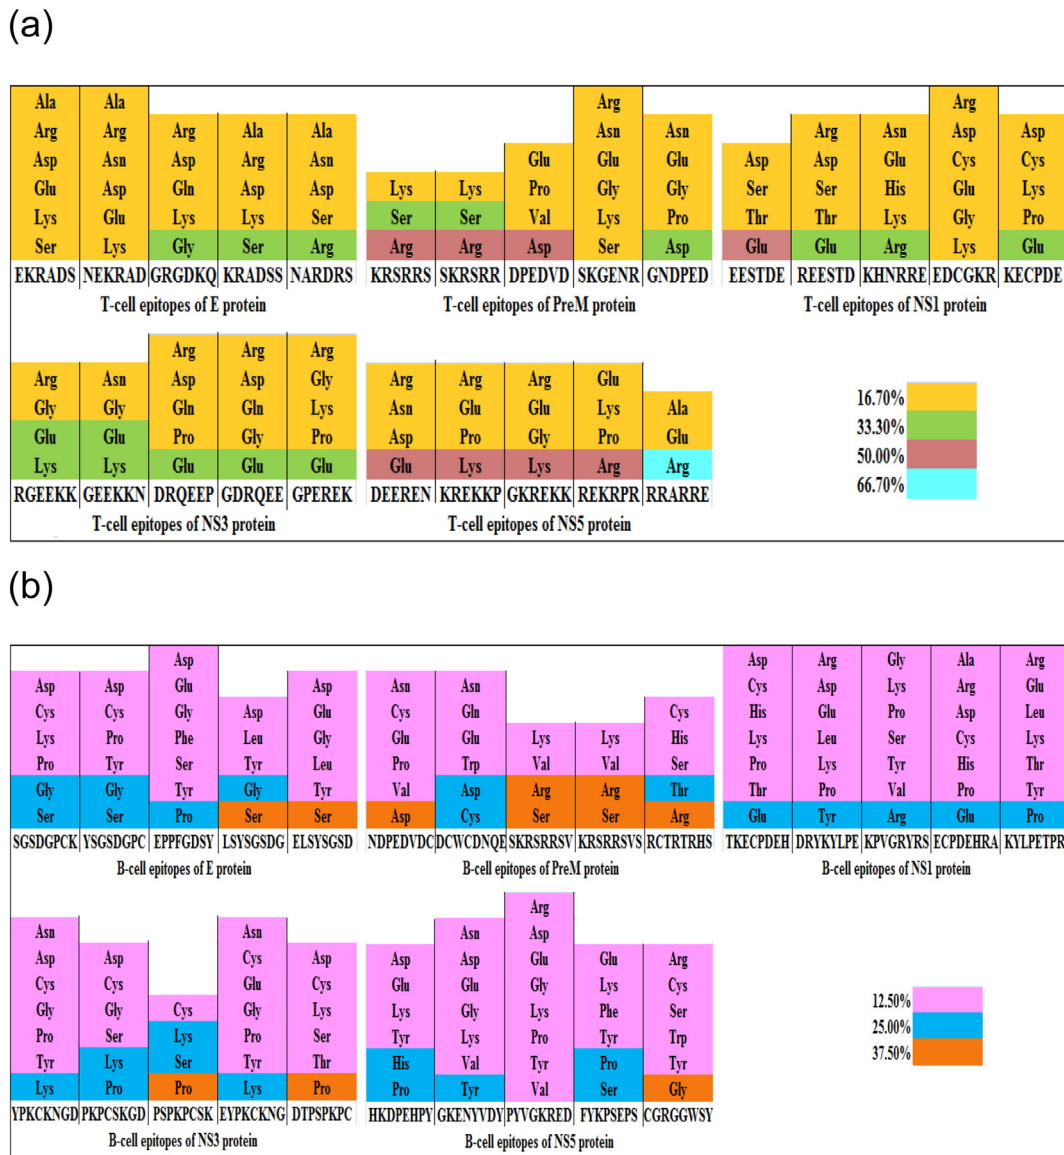 (a)
Ala Ala Arg Arg
Arg Arg Arg Ala Ala Asn Asn Arg Asn Asp Asp
Asp Asn Asp Arg Asn Glu Glu Glu Asp Asp Glu Cys Cys
Glu Asp Gln Asp Asp Lys Lys Pro Gly Gly Ser Ser His Glu Lys
Lys Glu Lys Lys Ser Ser Ser Val Lys Pro Thr Thr Lys Gly Pro
Ser Lys Gly Ser Arg Arg Arg Asp Ser Asp Glu Glu Arg Lys Glu
EKRADS NEKRAD GRGDKQ KRADSS NARDRS KRSRRS SKRSRR DPEDVD SKGENR GNDPED EESTDE REESTD KHNRRE EDCGKR KECPDE
T-cell epitopes of E protein T-cell epitopes of PreM protein T-cell epitopes of NS1 protein
Arg Arg Arg
Arg Asn Asp Asp Gly Arg Arg Arg Glu
Gly Gly Gln Gln Lys Asn Glu Glu Lys Ala 16.70%
Glu Glu Pro Gly Pro Asp Pro Gly Pro Glu 33.30%
Lys Lys Glu Glu Glu Glu Lys Lys Arg Arg 50.00%
RGEEKK GEEKKN DRQEEP GDRQEE GPEREK DEEREN KREKKP GKREKK REKRPR RRARRE 66.70%
T-cell epitopes of NS3 protein T-cell epitopes of NS5 protein
(b)
Asp Asp Arg Gly Ala Arg
Asp Asp Glu Asp Asn Asn Cys Asp Lys Arg Glu
Cys Cys Gly Asp Glu Cys Gln Cys His Glu Pro Asp Leu
Lys Pro Phe Leu Gly Glu Glu Lys Lys His Lys Leu Ser Cys Lys
Pro Tyr Ser Tyr Leu Pro Trp Val Val Ser Pro Lys Tyr His Thr
Gly Gly Tyr Gly Tyr Val Asp Arg Arg Thr Thr Pro Val Pro Tyr
Ser Ser Pro Ser Ser Asp Cys Ser Ser Arg Glu Tyr Arg Glu Pro
SGSDGPCK YSGSDGPC EPPFGDSY LSYSGSDG ELSYSGSD NDPEDVDC DCWCDNQE SKRSRRSV KRSRRSVS RCTRTRHS TKECPDEH DRYKYLPE KPVGRYRS ECPDEHRA KYLPETPR
B-cell epitopes of E protein B-cell epitopes of PreM protein B-cell epitopes of NS1 protein
Arg
Asn Asn Asn Asp
Asp Asp Cys Asp Asp Asp Glu Glu Arg
Cys Cys Glu Cys Glu Glu Gly Lys Cys
Gly Gly Cys Gly Lys Lys Gly Lys Phe Ser 12.50%
Pro Ser Lys Pro Ser Tyr Lys Pro Tyr Trp 25.00%
Tyr Lys Ser Tyr Thr His Val Tyr Pro Tyr 37.50%
Lys Pro Pro Lys Pro Pro Tyr Val Ser Gly
YPKCKNGD PKPCSKGD PSPKPCSK EYPKCKNG DTPSPKPC HKDPEHPY GKENYVDY PYVGKRED FYKPSEPS CGRGGWSY
B-cell epitopes of NS3 protein B-cell epitopes of NS5 protein